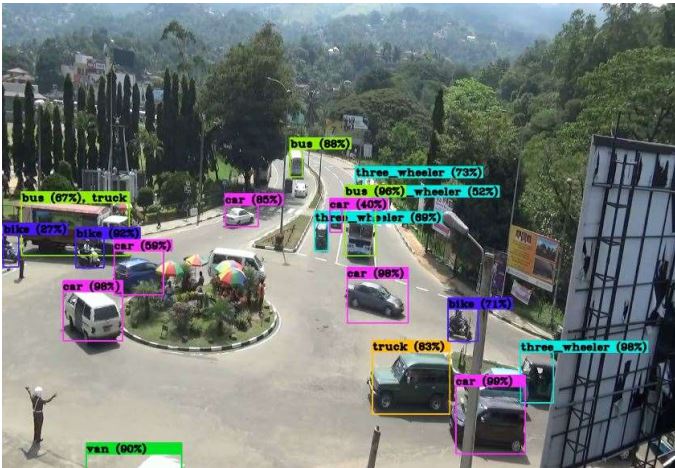 bus (88%)
three_wheeler (73%)
bus (96%)
_wheeler (52%)
car (40%)
three_wheeler (69%)
car (85%)
bus (67%), truck
bike (27%)
bike (92%)
car (59%)
car (98%)
car (98%)
bike (71%)
truck (83%)
three_wheeler (98%)
car (99%)
van (90%)